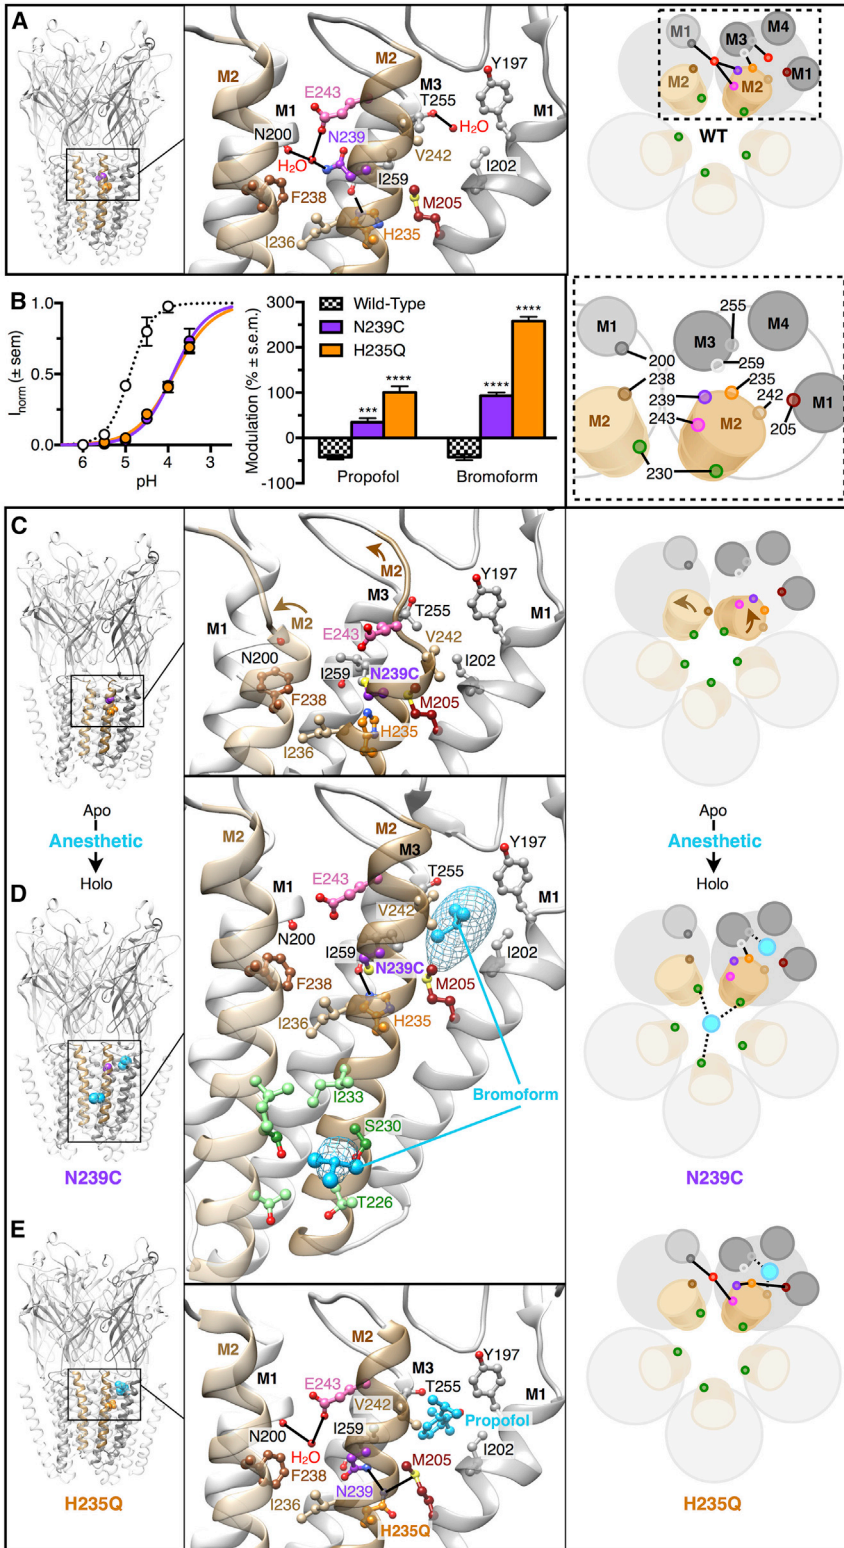 A
M2
M2
E243
M3
Y197
T255
M1
M1
N200
N239
H₂O
V242
H₂O
I259
I202
F238
M205
I236
H235
M1
M3
M4
M2
M2
M1
WT
B
1.0
0.5
0.0
Inorm (± sem)
6
5
4
3
pH
Modulation (% ± s.e.m.)
300
200
100
0
-100
Wild-Type
N239C
H235Q
***
****
****
****
Propofol
Bromoform
M1
M3
M4
255
200
259
238
235
239
242
243
M2
M2
205
M1
230
C
M2
M3
Y197
T255
M1
M1
M2
E243
V242
N200
I259
N239C
I202
F238
M205
I236
H235
Apo
Anesthetic
Holo
Apo
Anesthetic
Holo
D
M2
M2
M3
Y197
E243
T255
M1
M1
V242
N200
I259
N239C
I202
F238
M205
I236
H235
I233
Bromoform
S230
T226
N239C
N239C
E
M2
M2
M3
Y197
E243
T255
M1
M1
V242
Propofol
N200
I259
I202
H₂O
F238
M205
N239
I236
H235Q
H235Q
H235Q